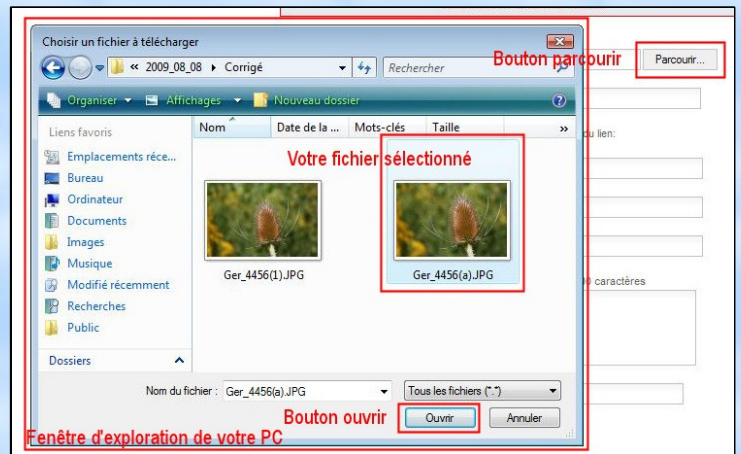 Choisir un fichier à télécharger
« 2009_08_08 ▸ Corrigé
Rechercher
Bouton parcourir
Parcourir...
Organiser
Affichages
Nouveau dossier
Liens favoris
Nom
Date de la ...
Mots-clés
Taille
»
du lien:
Emplacements réce...
Votre fichier sélectionné
Bureau
Ordinateur
Documents
Images
Musique
Ger_4456(1).JPG
Ger_4456(a).JPG
Modifié récemment
caractères
Recherches
Public
Dossiers
Nom du fichier :
Ger_4456(a).JPG
Tous les fichiers (*.*)
Bouton ouvrir
Ouvrir
Annuler
Fenêtre d'exploration de votre PC